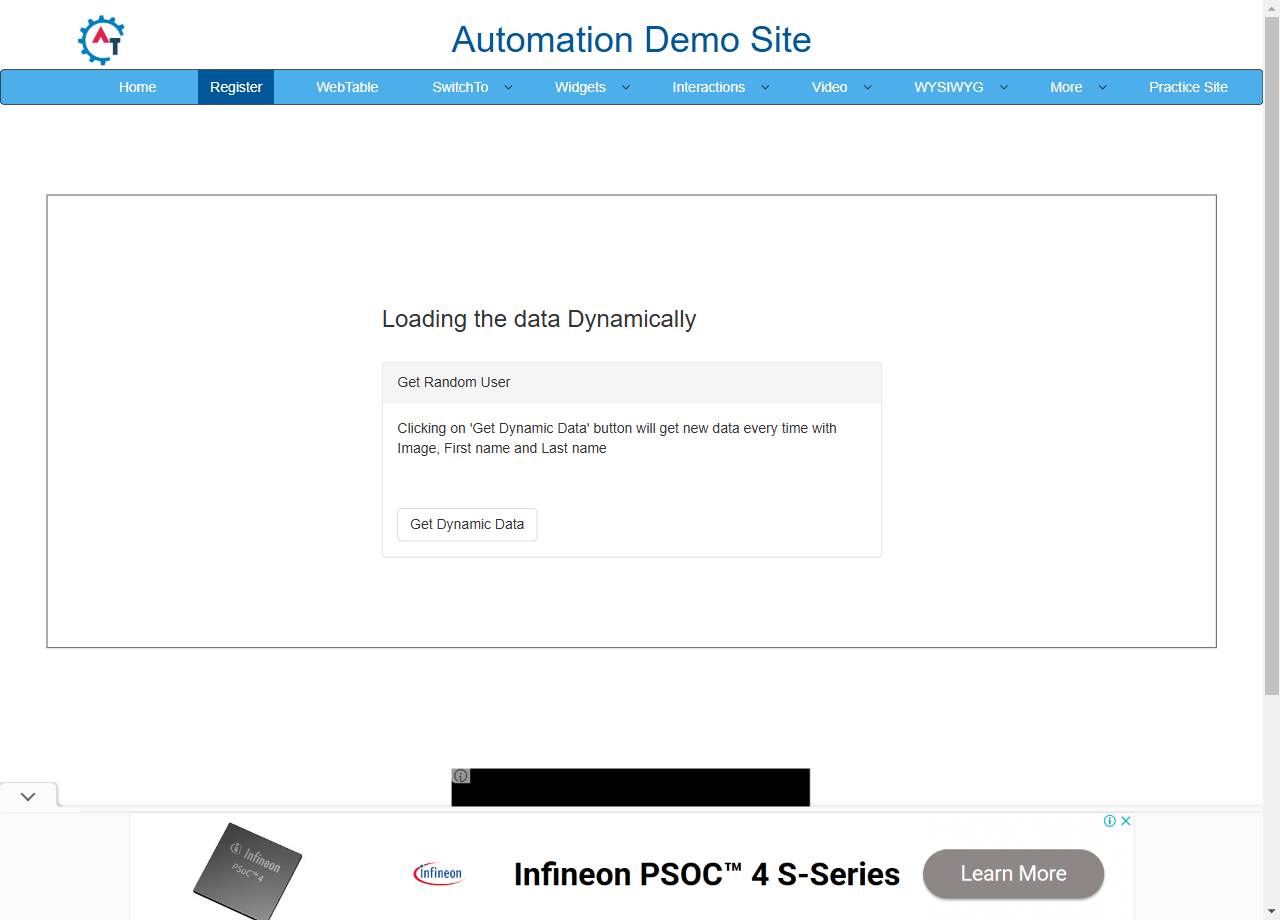 AT
Automation Demo Site
Home Register WebTable SwitchTo Widgets Interactions Video WYSIWYG More Practice Site
Loading the data Dynamically
Get Random User
Clicking on 'Get Dynamic Data' button will get new data every time with
Image, First name and Last name
Get Dynamic Data
infineon
PSoC™4
infineon
Infineon PSOC™ 4 S-Series
Learn More